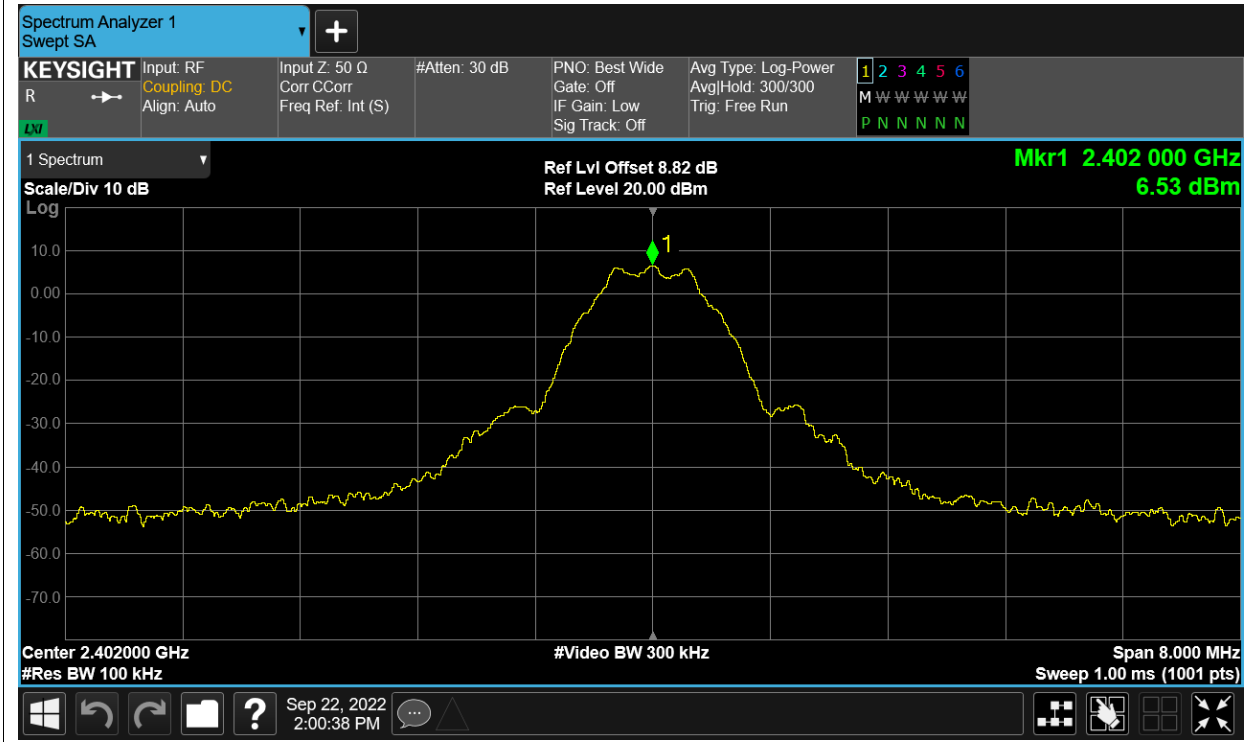 Spectrum Analyzer 1
Swept SA
KEYSIGHT
R
LXI
Input: RF
Coupling: DC
Align: Auto
Input Z: 50 Ω
Corr CCorr
Freq Ref: Int (S)
#Atten: 30 dB
PNO: Best Wide
Gate: Off
IF Gain: Low
Sig Track: Off
Avg Type: Log-Power
Avg|Hold: 300/300
Trig: Free Run
1 2 3 4 5 6
M W W W W W
P N N N N N
1 Spectrum
Scale/Div 10 dB
Log
Ref Lvl Offset 8.82 dB
Ref Level 20.00 dBm
Mkr1 2.402 000 GHz
6.53 dBm
1
10.0
0.00
-10.0
-20.0
-30.0
-40.0
-50.0
-60.0
-70.0
Center 2.402000 GHz
#Res BW 100 kHz
#Video BW 300 kHz
Span 8.000 MHz
Sweep 1.00 ms (1001 pts)
?
Sep 22, 2022
2:00:38 PM